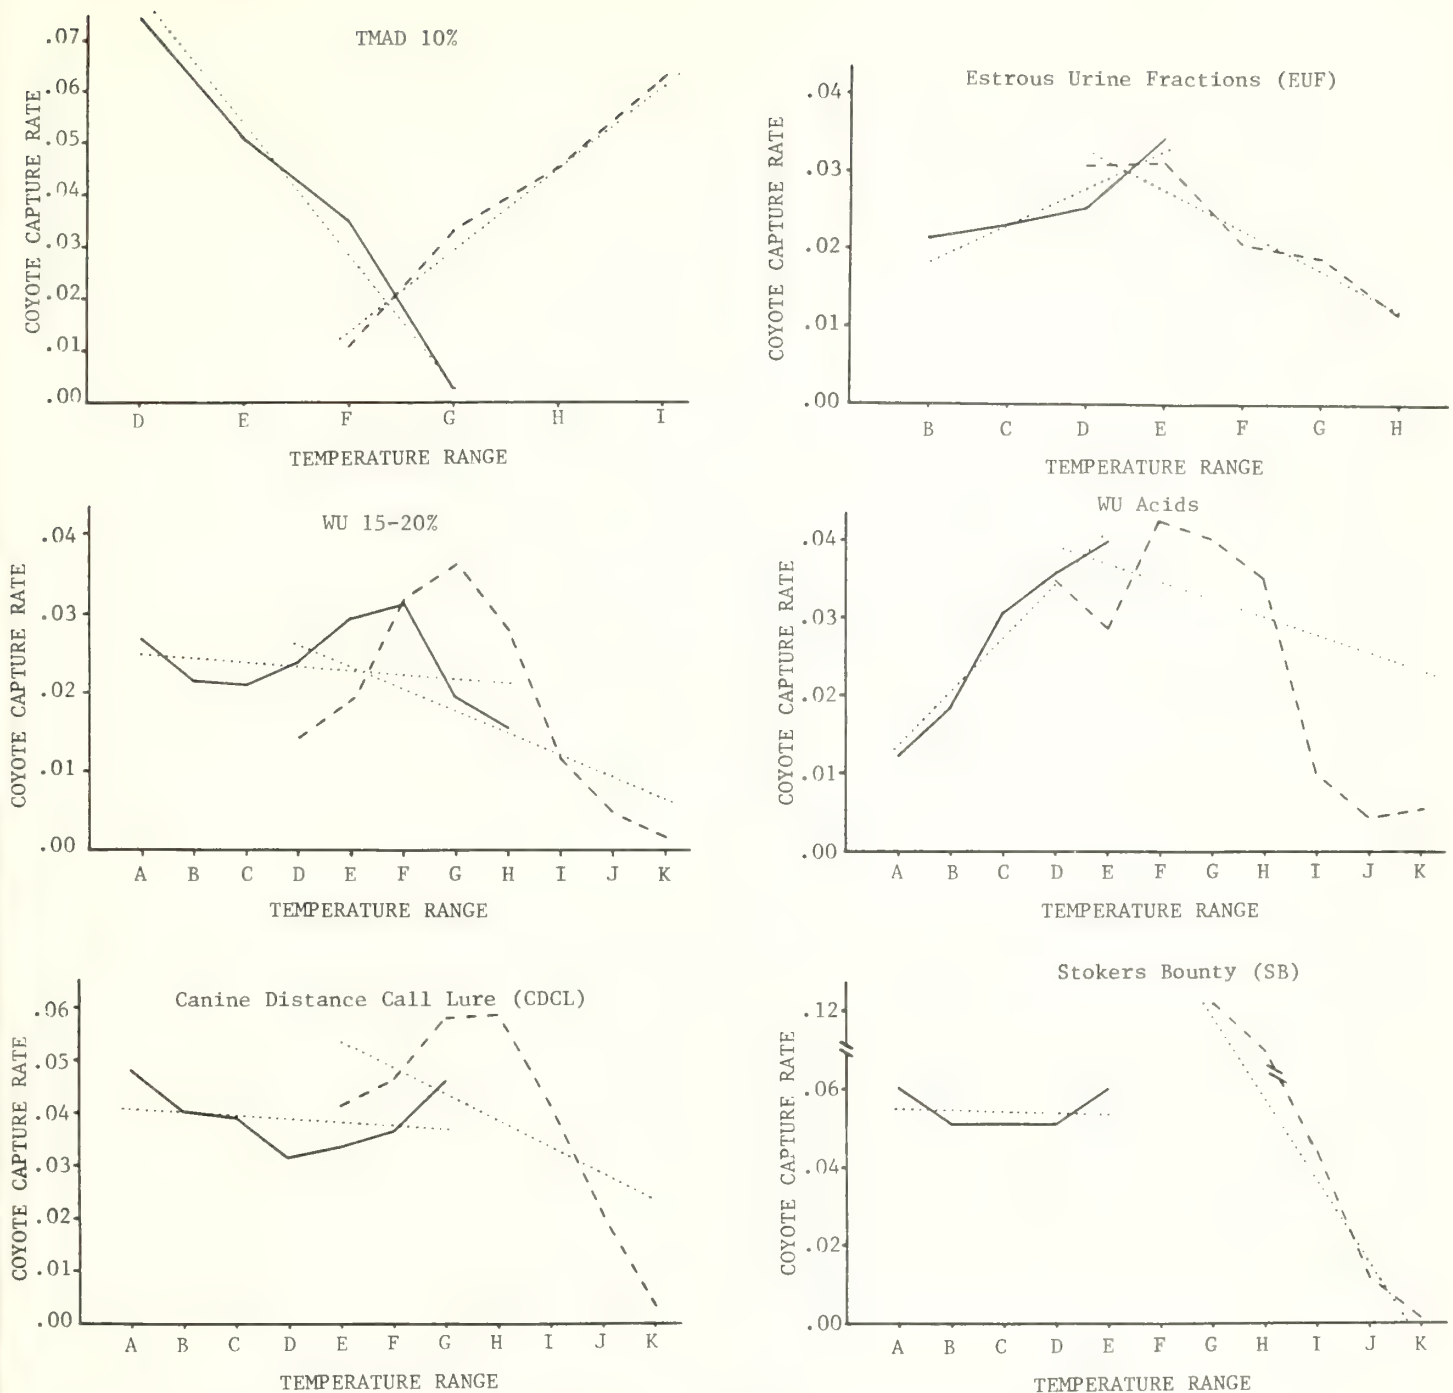 TMAD 10%
COYOTE CAPTURE RATE
.07
.06
.05
.04
.03
.02
.01
.00
D E F G H I
TEMPERATURE RANGE
Estrous Urine Fractions (EUF)
COYOTE CAPTURE RATE
.04
.03
.02
.01
.00
B C D E F G H
TEMPERATURE RANGE
WU 15-20%
COYOTE CAPTURE RATE
.04
.03
.02
.01
.00
A B C D E F G H I J K
TEMPERATURE RANGE
WU Acids
COYOTE CAPTURE RATE
.04
.03
.02
.01
.00
A B C D E F G H I J K
TEMPERATURE RANGE
Canine Distance Call Lure (CDCL)
COYOTE CAPTURE RATE
.06
.05
.04
.03
.02
.01
.00
A B C D E F G H I J K
TEMPERATURE RANGE
Stokers Bounty (SB)
COYOTE CAPTURE RATE
.12
.06
.04
.02
.00
A B C D E F G H I J K
TEMPERATURE RANGE